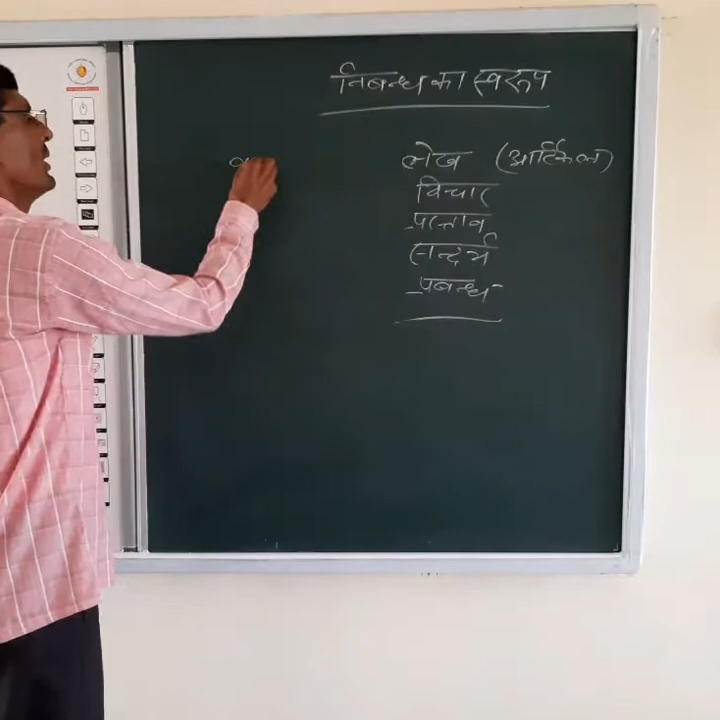 निबन्ध का स्वरूप
लेख (आर्टिकल)
विचार
प्रस्ताव
सन्दर्भ
प्रबन्ध